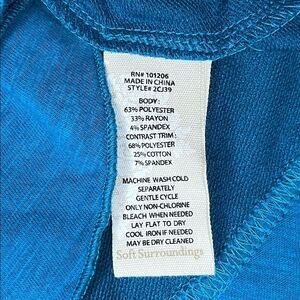 RN# 101206
MADE IN CHINA
STYLE# 2CJ39
BODY:
63% POLYESTER
33% RAYON
4% SPANDEX
CONTRAST TRIM:
68% POLYESTER
25% COTTON
7% SPANDEX
MACHINE WASH COLD
SEPARATELY
GENTLE CYCLE
ONLY NON-CHLORINE
BLEACH WHEN NEEDED
LAY FLAT TO DRY
COOL IRON IF NEEDED
MAY BE DRY CLEANED
Soft Surroundings